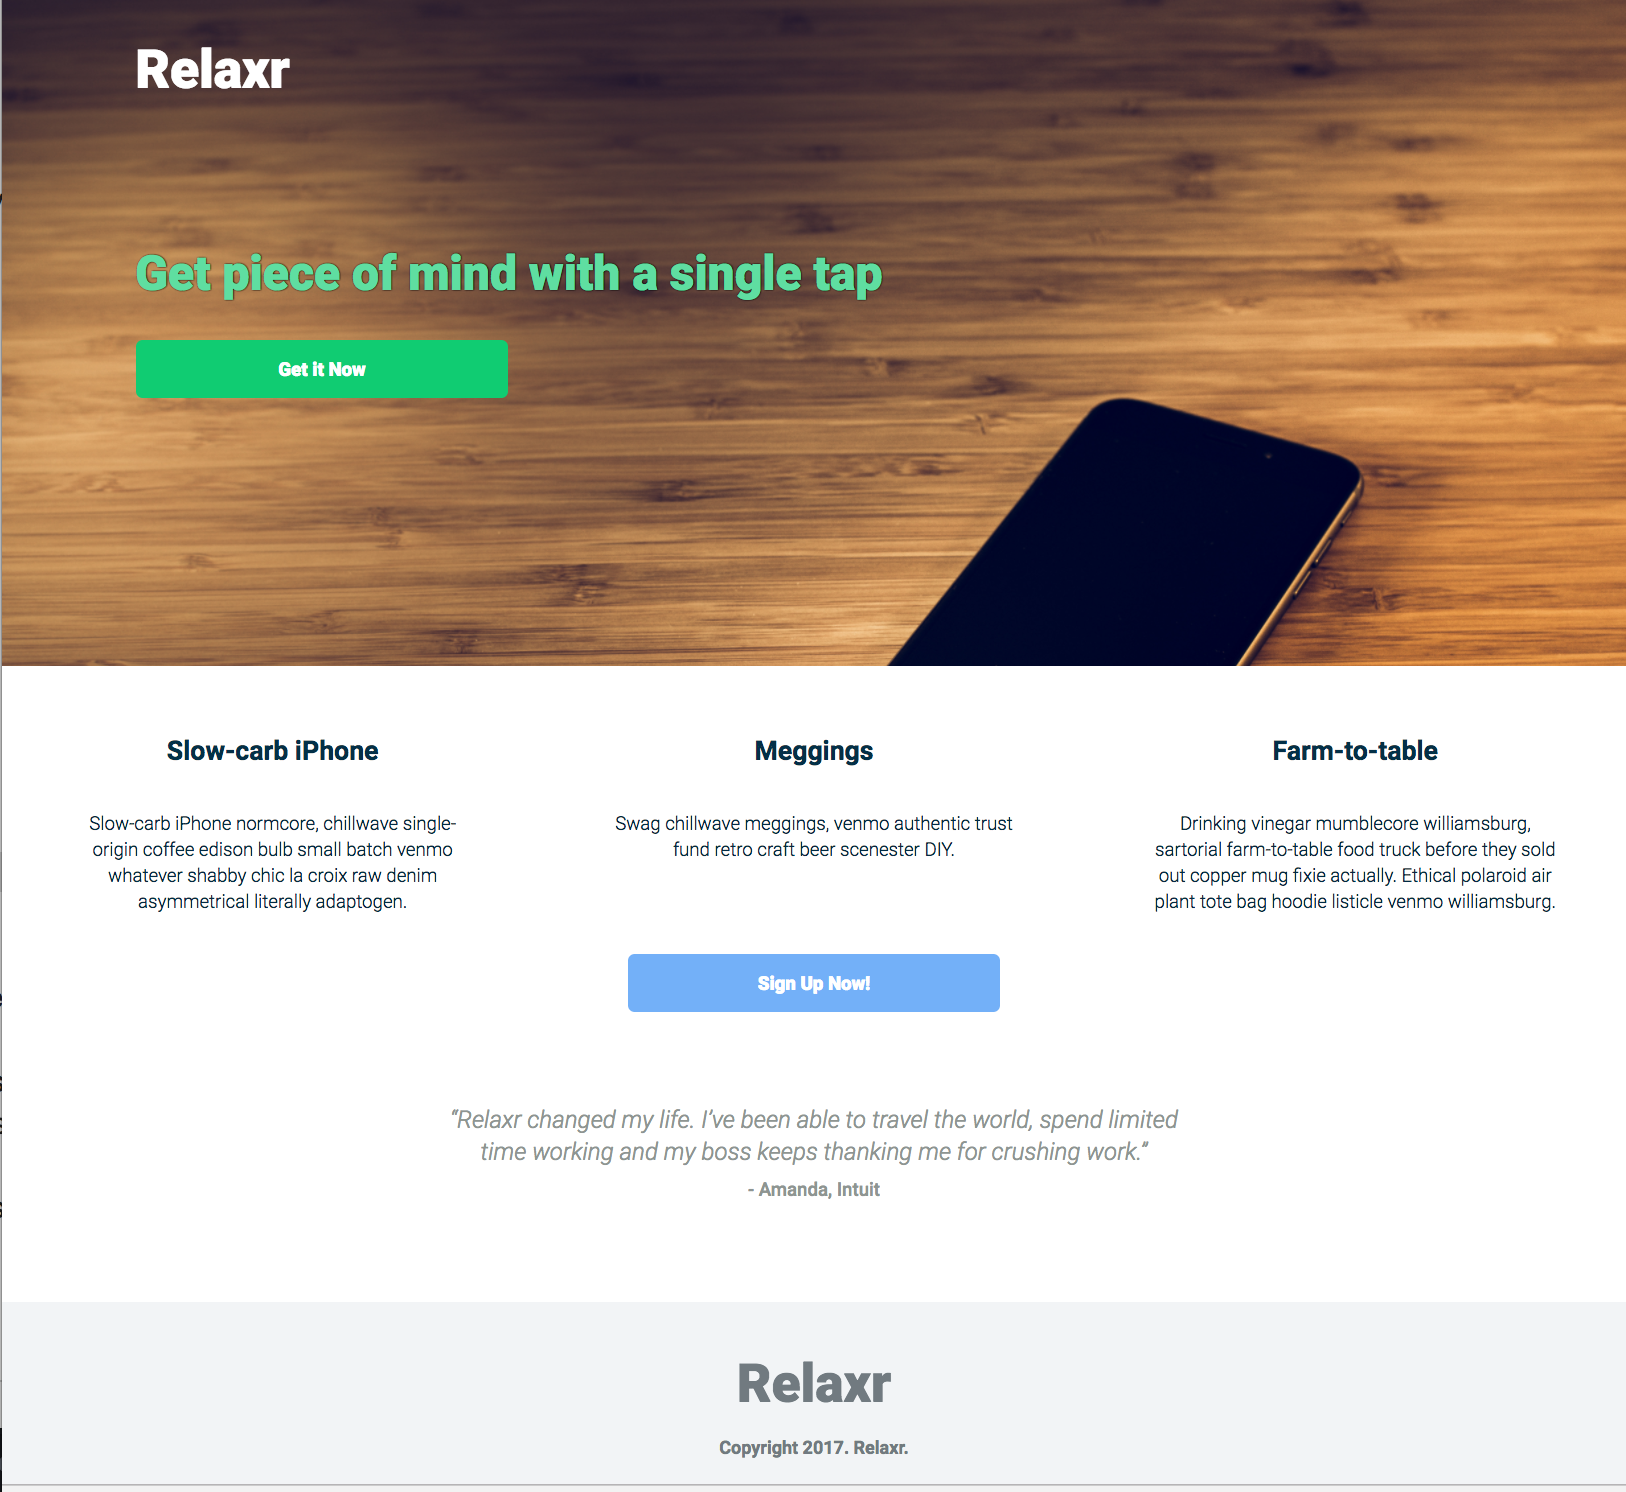 Relaxr
Get piece of mind with a single tap
Get it Now
Slow-carb iPhone
Slow-carb iPhone normcore, chillwave single-
origin coffee edison bulb small batch venmo
whatever shabby chic la croix raw denim
asymmetrical literally adaptogen.
Meggings
Swag chillwave meggings, venmo authentic trust
fund retro craft beer scenester DIY.
Farm-to-table
Drinking vinegar mumblecore williamsburg,
sartorial farm-to-table food truck before they sold
out copper mug fixie actually. Ethical polaroid air
plant tote bag hoodie listicle venmo williamsburg.
Sign Up Now!
“Relaxr changed my life. I’ve been able to travel the world, spend limited
time working and my boss keeps thanking me for crushing work.”
- Amanda, Intuit
Relaxr
Copyright 2017. Relaxr.